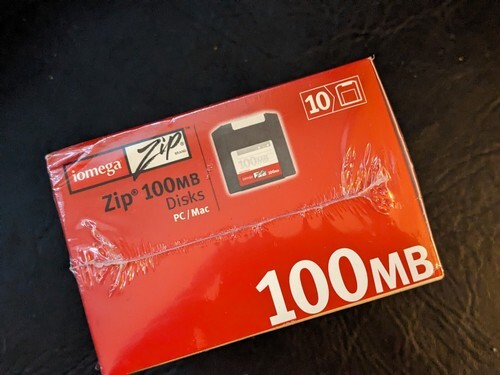 iomega
Zip®
Zip® 100MB
Disks
PC / Mac
10
100MB
100MB